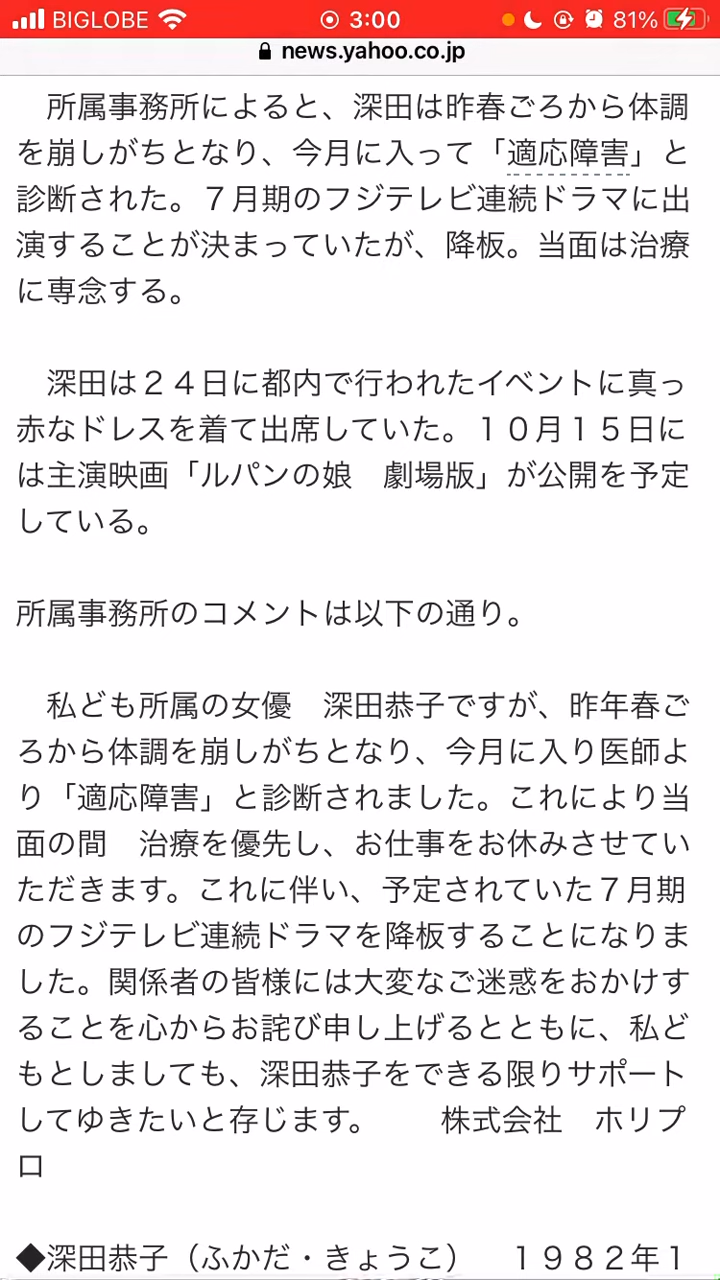 BIGLOBE 3:00 81%
news.yahoo.co.jp
所属事務所によると、深田は昨春ごろから体調
を崩しがちとなり、今月に入って「適応障害」と
診断された。７月期のフジテレビ連続ドラマに出
演することが決まっていたが、降板。当面は治療
に専念する。
深田は２４日に都内で行われたイベントに真っ
赤なドレスを着て出席していた。１０月１５日に
は主演映画「ルパンの娘　劇場版」が公開を予定
している。
所属事務所のコメントは以下の通り。
私ども所属の女優　深田恭子ですが、昨年春ご
ろから体調を崩しがちとなり、今月に入り医師よ
り「適応障害」と診断されました。これにより当
面の間　治療を優先し、お仕事をお休みさせてい
ただきます。これに伴い、予定されていた７月期
のフジテレビ連続ドラマを降板することになりま
した。関係者の皆様には大変なご迷惑をおかけす
ることを心からお詫び申し上げるとともに、私ど
もとしましても、深田恭子をできる限りサポート
してゆきたいと存じます。　　株式会社　ホリプ
ロ
◆深田恭子（ふかだ・きょうこ）　１９８２年１